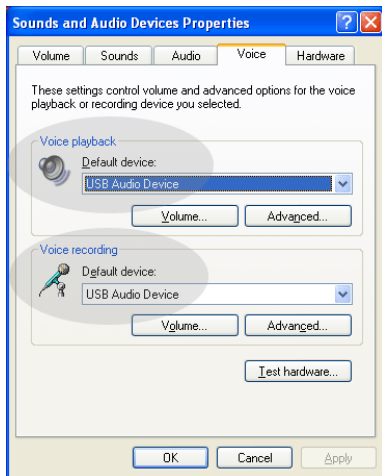 Sounds and Audio Devices Properties
Volume Sounds Audio Voice Hardware
These settings control volume and advanced options for the voice
playback or recording device you selected.
Voice playback
Default device:
USB Audio Device
Volume... Advanced...
Voice recording
Default device:
USB Audio Device
Volume... Advanced...
Test hardware...
OK Cancel Apply